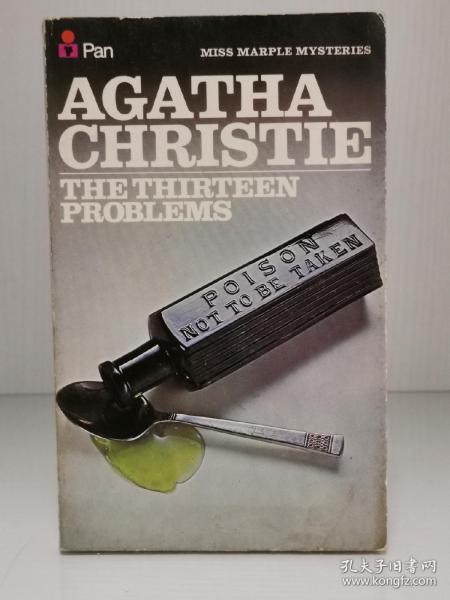 Pan
MISS MARPLE MYSTERIES
AGATHA
CHRISTIE
THE THIRTEEN
PROBLEMS
POISON
NOT TO BE TAKEN
孔夫子旧书网
www.kongfz.com